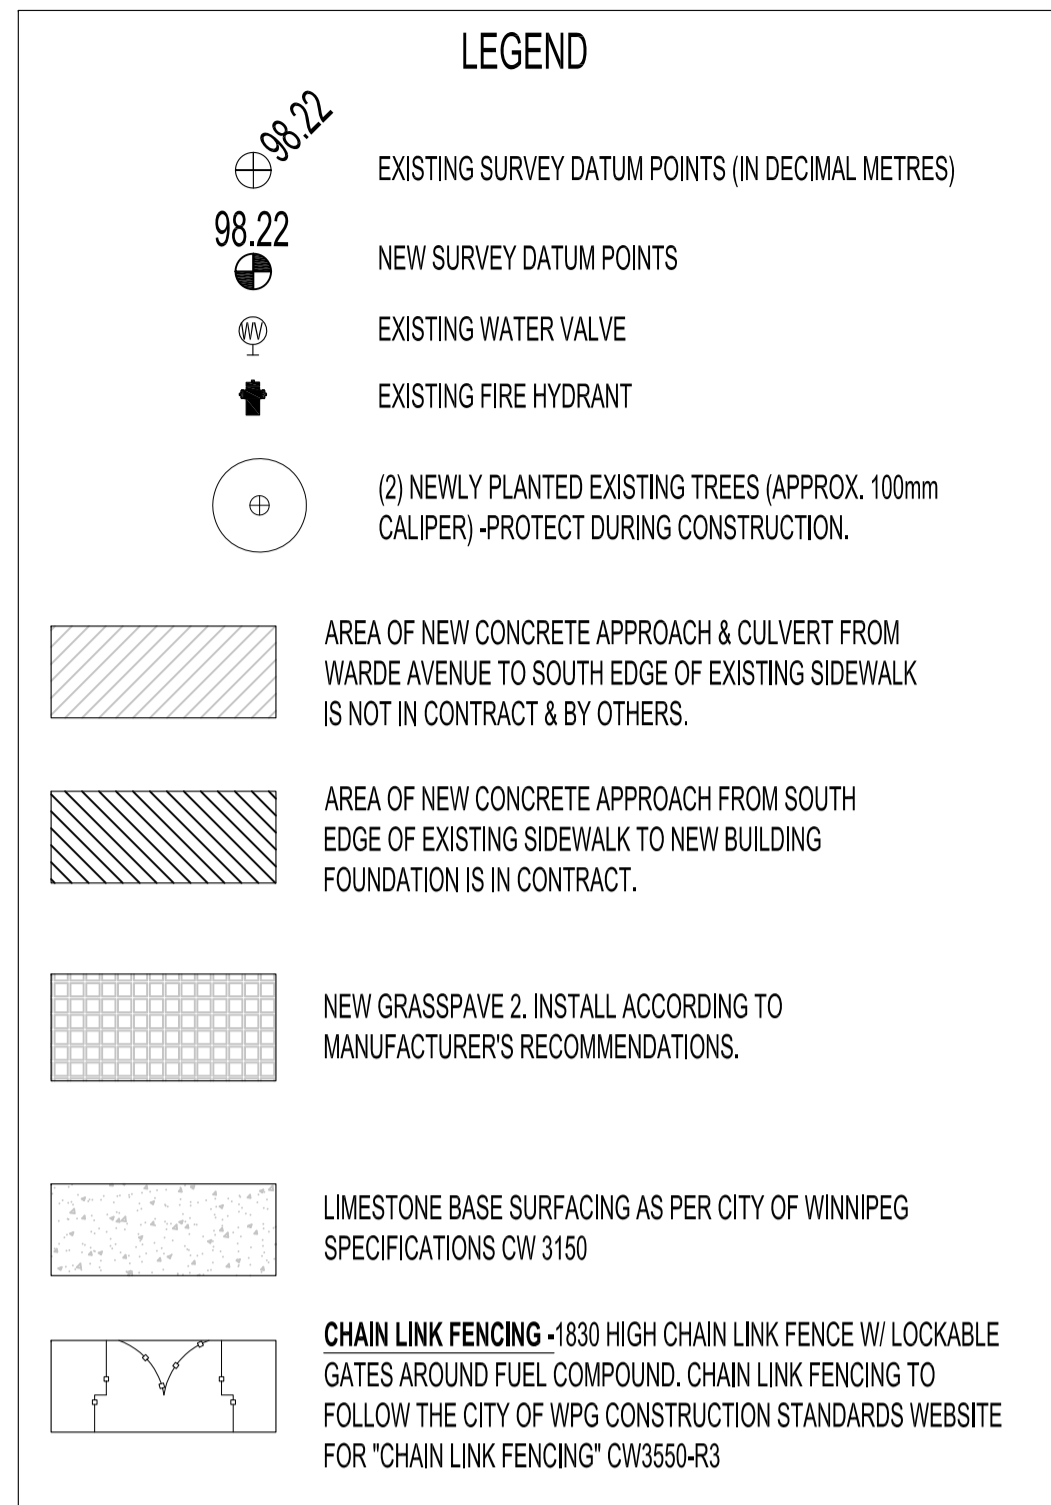 LEGEND
98.22
EXISTING SURVEY DATUM POINTS (IN DECIMAL METRES)
98.22
NEW SURVEY DATUM POINTS
WV
EXISTING WATER VALVE
EXISTING FIRE HYDRANT
(2) NEWLY PLANTED EXISTING TREES (APPROX. 100mm
CALIPER) -PROTECT DURING CONSTRUCTION.
AREA OF NEW CONCRETE APPROACH & CULVERT FROM
WARDE AVENUE TO SOUTH EDGE OF EXISTING SIDEWALK
IS NOT IN CONTRACT & BY OTHERS.
AREA OF NEW CONCRETE APPROACH FROM SOUTH
EDGE OF EXISTING SIDEWALK TO NEW BUILDING
FOUNDATION IS IN CONTRACT.
NEW GRASSPAVE 2. INSTALL ACCORDING TO
MANUFACTURER'S RECOMMENDATIONS.
LIMESTONE BASE SURFACING AS PER CITY OF WINNIPEG
SPECIFICATIONS CW 3150
CHAIN LINK FENCING -1830 HIGH CHAIN LINK FENCE W/ LOCKABLE
GATES AROUND FUEL COMPOUND. CHAIN LINK FENCING TO
FOLLOW THE CITY OF WPG CONSTRUCTION STANDARDS WEBSITE
FOR "CHAIN LINK FENCING" CW3550-R3